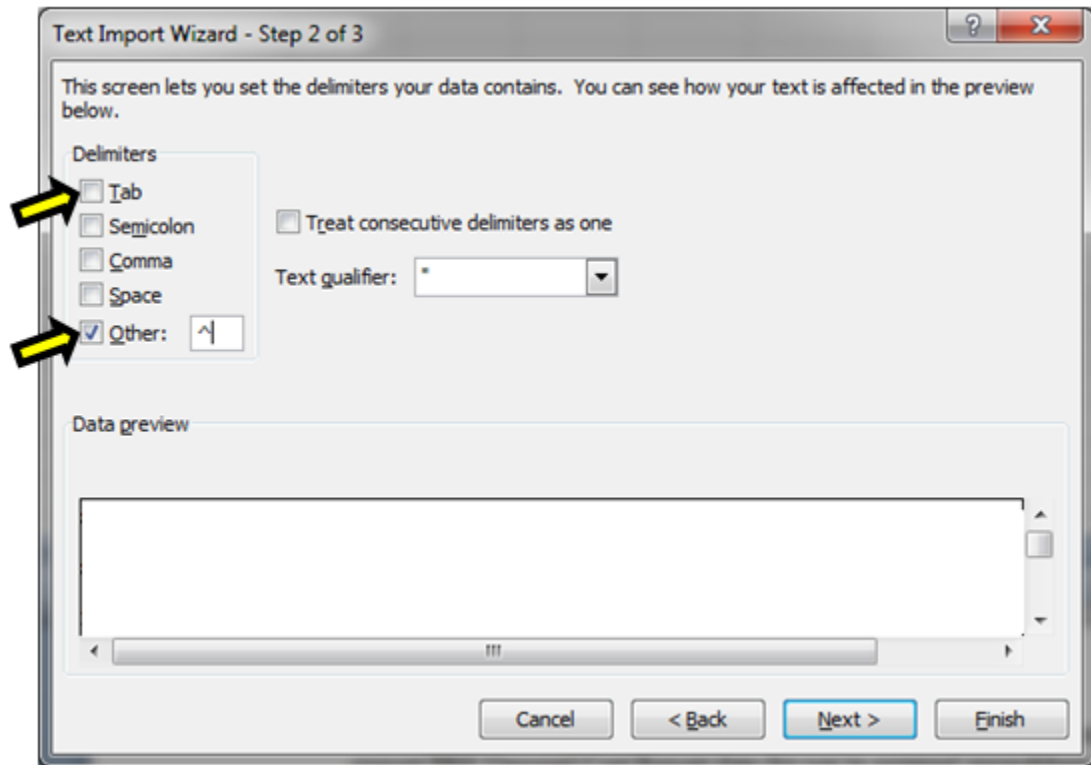 Text Import Wizard - Step 2 of 3
This screen lets you set the delimiters your data contains. You can see how your text is affected in the preview
below.
Delimiters
Tab
Semicolon
Comma
Space
Other: ^
Treat consecutive delimiters as one
Text qualifier: "
Data preview
Cancel
< Back
Next >
Finish